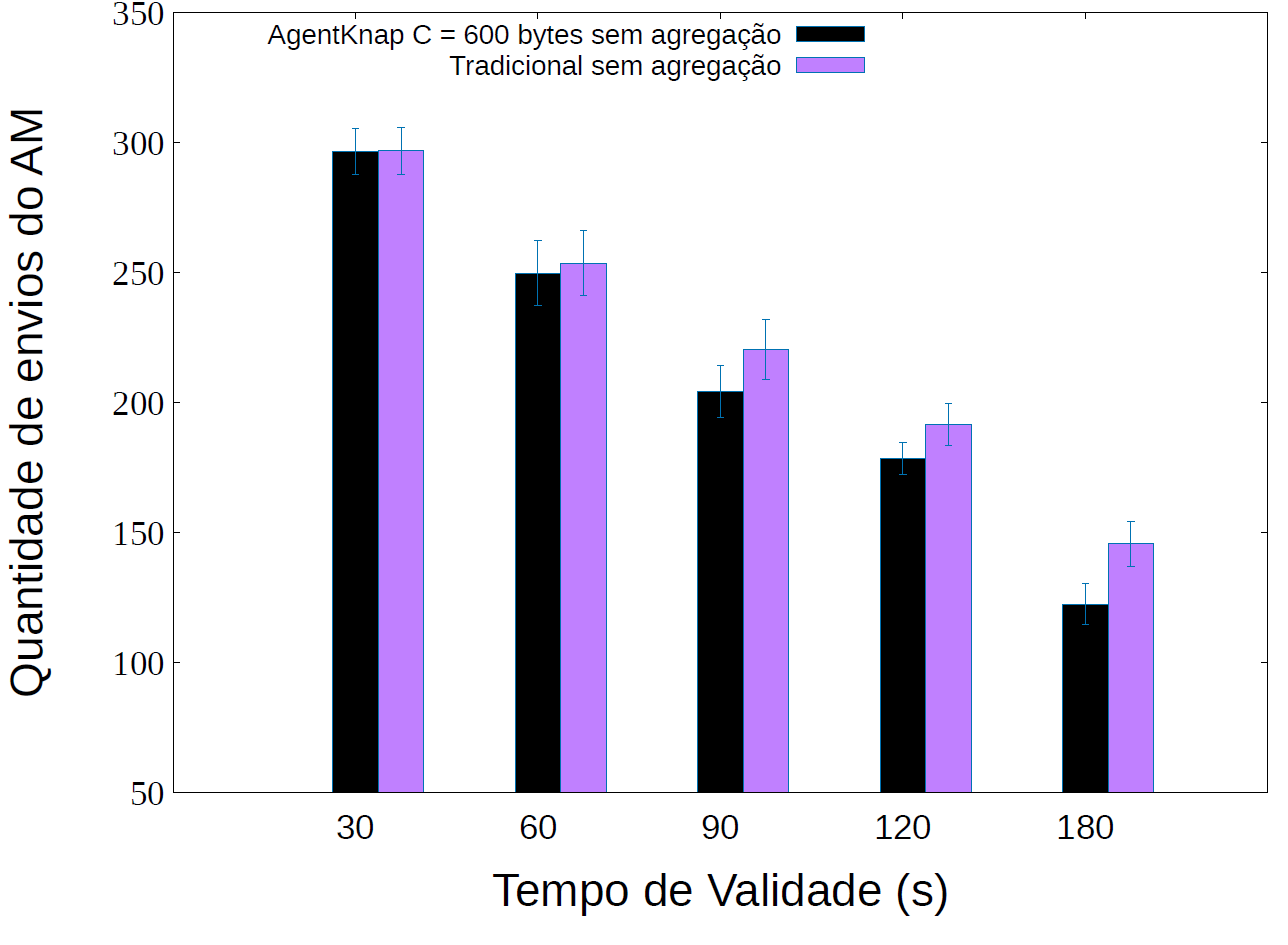 350
AgentKnap C = 600 bytes sem agregação
Tradicional sem agregação
300
250
200
150
100
50
30 60 90 120 180
Tempo de Validade (s)
Quantidade de envios do AM